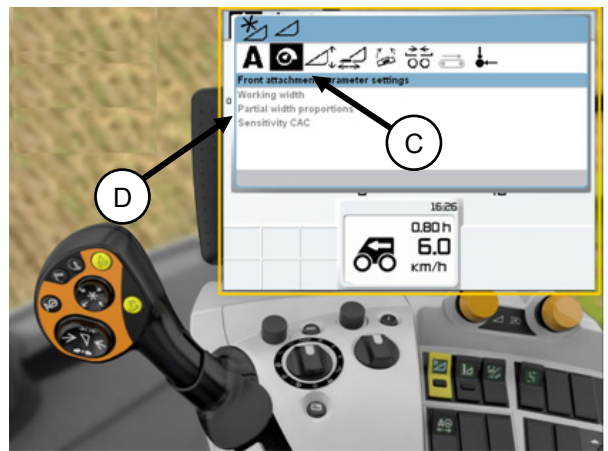 A
Front attachment parameter settings
Working width
Partial width proportions
Sensitivity CAC
C
D
16:26
0.80 h
6.0
km/h
S